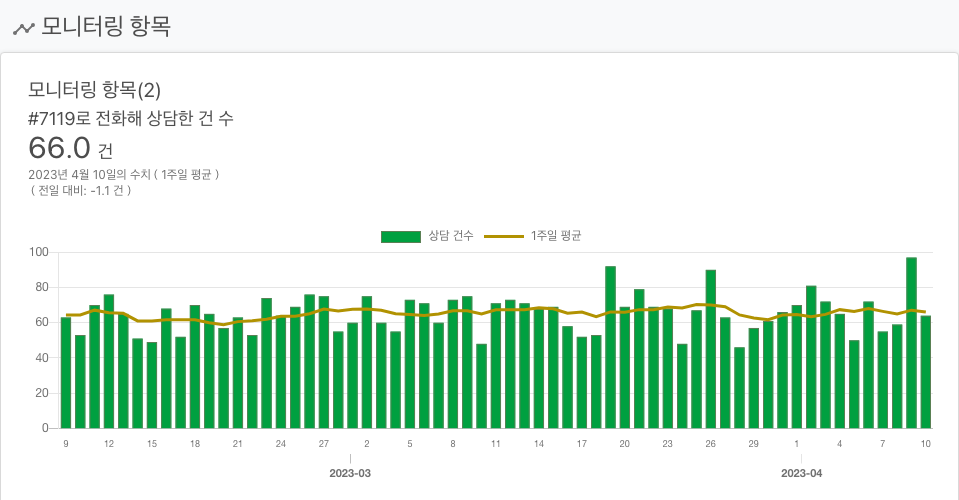 모니터링 항목
모니터링 항목(2)
#7119로 전화해 상담한 건 수
66.0 건
2023년 4월 10일의 수치 ( 1주일 평균 )
( 전일 대비: -1.1 건 )
상담 건수 1주일 평균
100
80
60
40
20
0
9 12 15 18 21 24 27 2 5 8 11 14 17 20 23 26 29 1 4 7 10
2023-03 2023-04